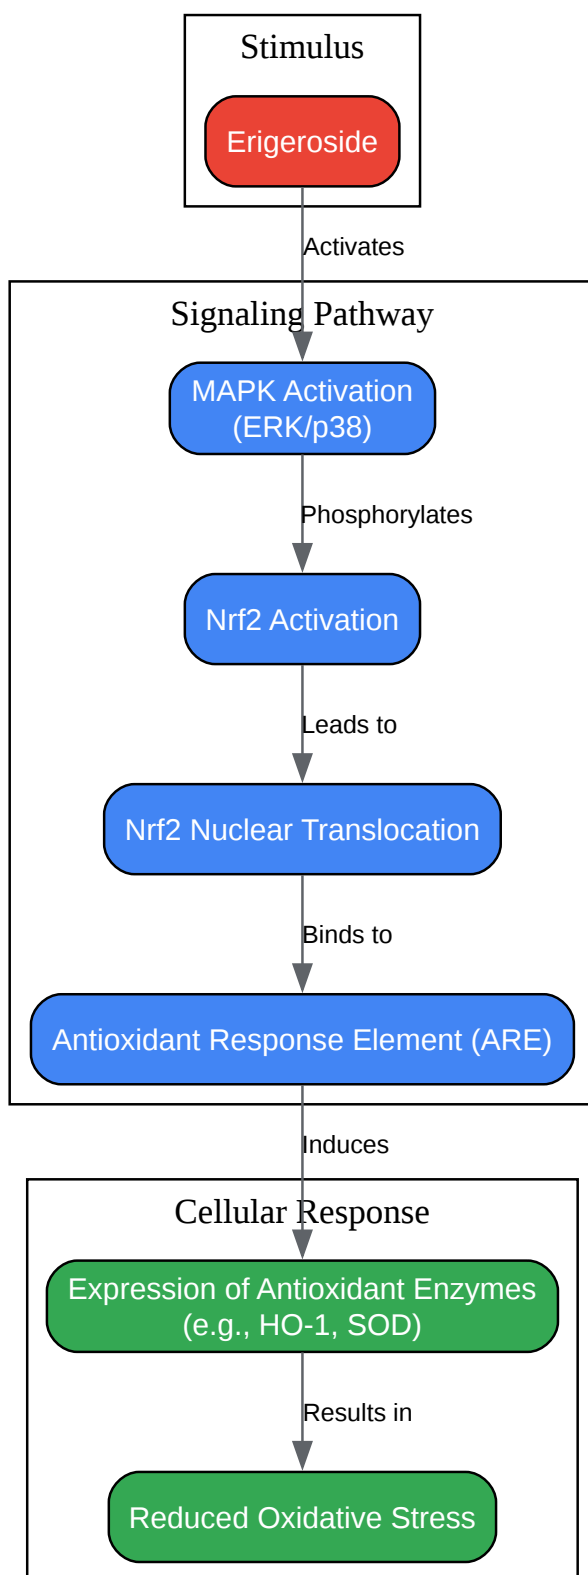 Stimulus
Erigeroside
Activates
Signaling Pathway
MAPK Activation
(ERK/p38)
Phosphorylates
Nrf2 Activation
Leads to
Nrf2 Nuclear Translocation
Binds to
Antioxidant Response Element (ARE)
Induces
Cellular Response
Expression of Antioxidant Enzymes
(e.g., HO-1, SOD)
Results in
Reduced Oxidative Stress